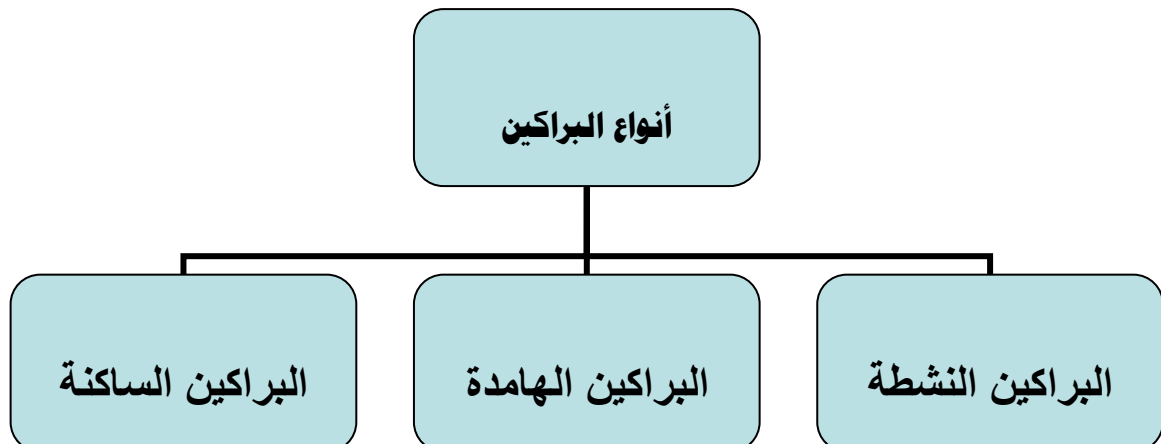 أنواع البراكين
البراكين النشطة
البراكين الهامدة
البراكين الساكنة